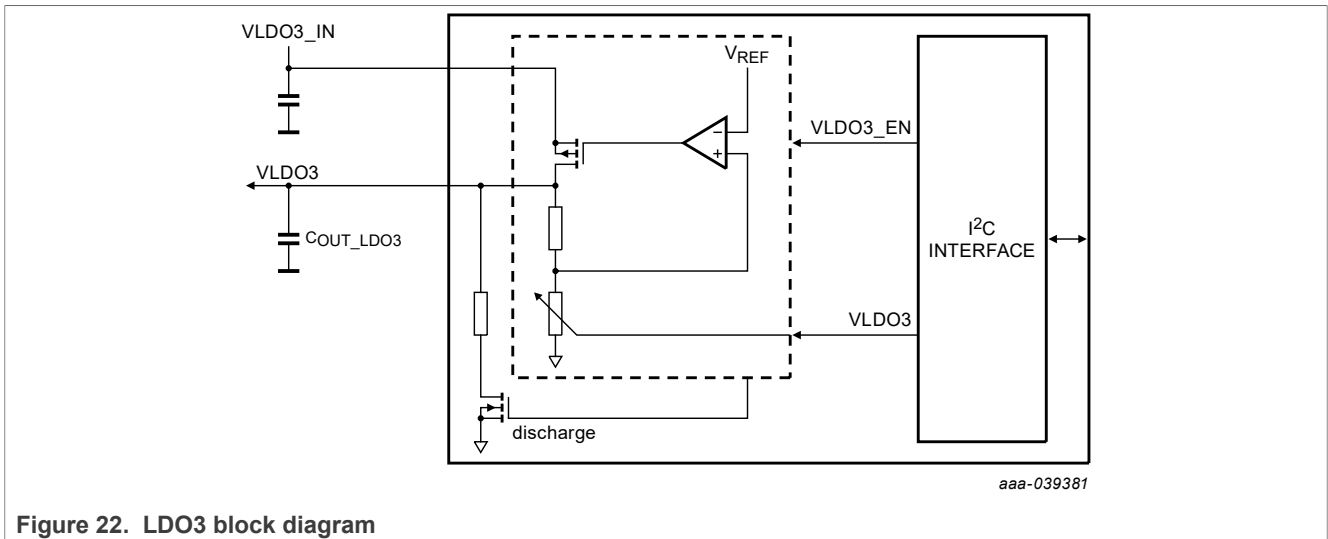 VLDO3_IN
VREF
−
+
VLDO3_EN
VLDO3
COUT_LDO3
I2C
INTERFACE
VLDO3
discharge
aaa-039381
Figure 22. LDO3 block diagram